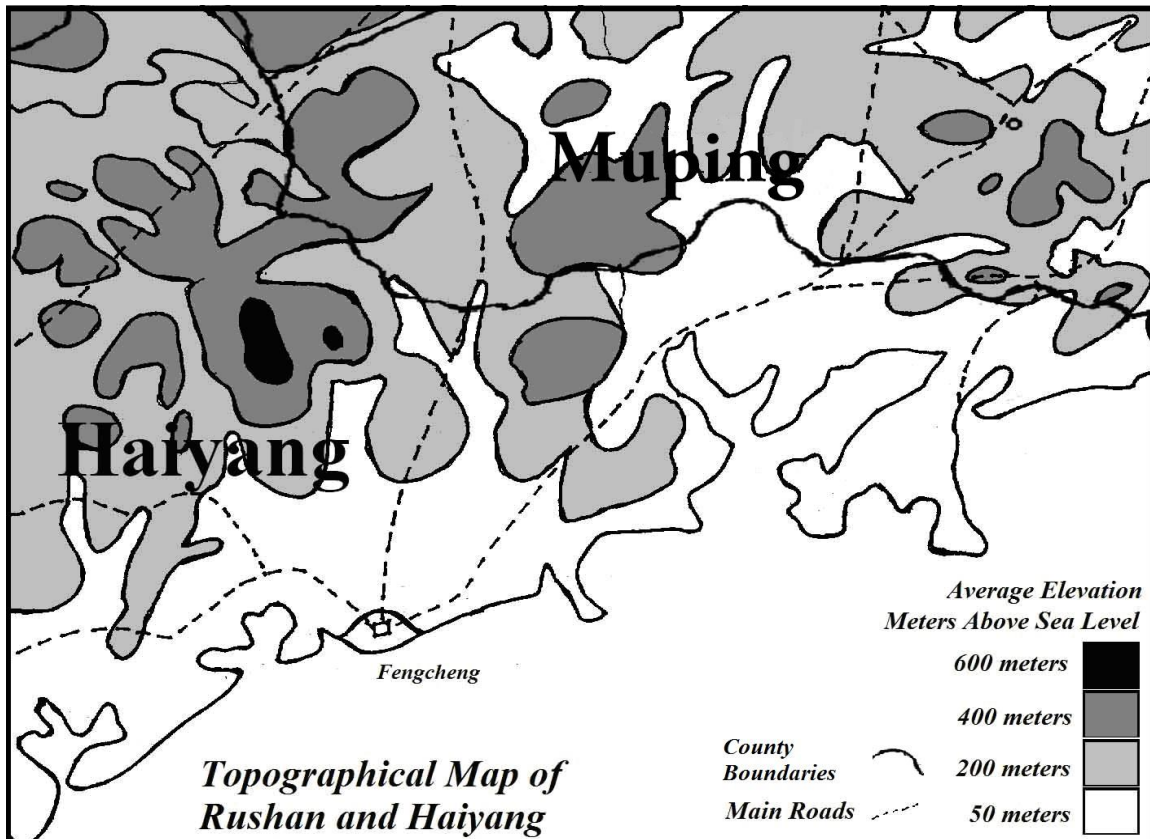 Muping
Haiyang
Fengcheng
Topographical Map of
Rushan and Haiyang
County
Boundaries
Main Roads
Average Elevation
Meters Above Sea Level
600 meters
400 meters
200 meters
50 meters